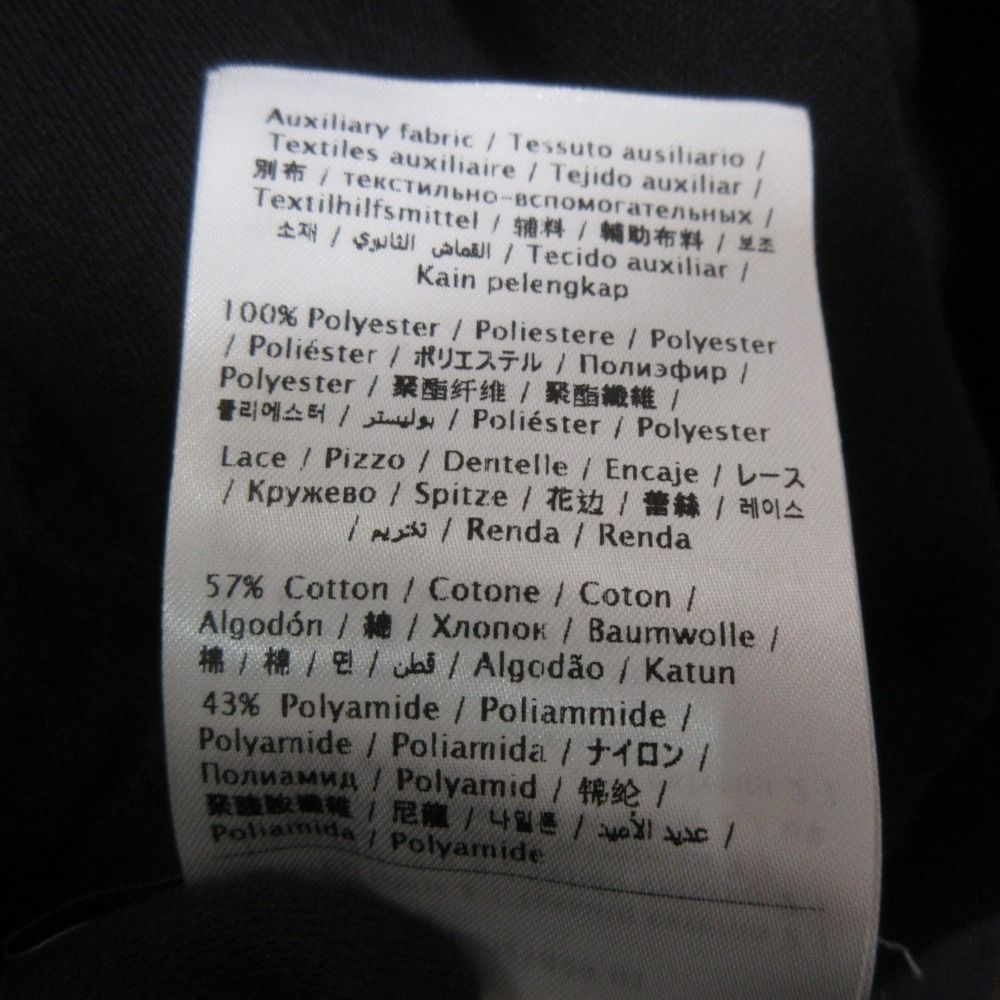 Auxiliary fabric / Tessuto ausiliario /
Textiles auxiliaire / Tejido auxiliar /
別布 / текстильно-вспомогательных /
Textilhilfsmittel / 辅料 / 輔助布料 / 보조
소재 / القماش الثانوي / Tecido auxiliar /
Kain pelengkap
100% Polyester / Poliestere / Polyester
/ Poliéster / ポリエステル / Полиэфир /
Polyester / 聚酯纤维 / 聚酯纖維 /
폴리에스터 / بوليستر / Poliéster / Polyester
Lace / Pizzo / Dentelle / Encaje / レース
/ Кружево / Spitze / 花边 / 蕾絲 / 레이스
/ تخريم / Renda / Renda
57% Cotton / Cotone / Coton /
Algodón / 綿 / Хлопок / Baumwolle /
棉 / 棉 / 면 / قطن / Algodão / Katun
43% Polyamide / Poliammide /
Polyamide / Poliamida / ナイロン /
Полиамид / Polyamid / 锦纶 /
聚醯胺纖維 / 尼龍 / 나일론 / عديد الأميد /
Poliamida / Polyamide